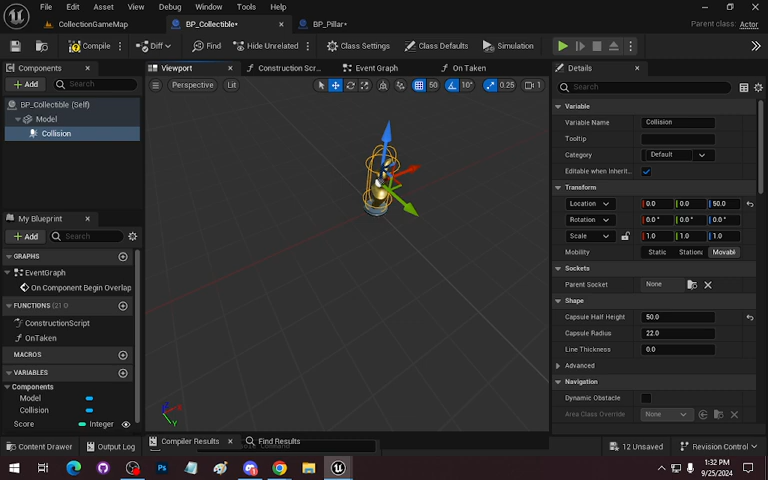 File Edit Asset View Debug Window Tools Help
Parent class: Actor
CollectionGameMap BP_Collectible* BP_Pillar*
Compile Diff Find Hide Unrelated Class Settings Class Defaults Simulation
Components
Add Search
BP_Collectible (Self)
Model
Collision
My Blueprint
Add Search
GRAPHS
EventGraph
On Component Begin Overlap
FUNCTIONS
ConstructionScript
OnTaken
MACROS
VARIABLES
Components
Model
Collision
Score Integer
Viewport Construction Scr... Event Graph On Taken
Perspective Lit 50 10° 0.25 1
X
Y
Compiler Results Find Results
Details
Search
Variable
Variable Name Collision
Tooltip
Category Default
Editable when Inherit...
Transform
Location 0.0 0.0 50.0
Rotation 0.0 ° 0.0 ° 0.0 °
Scale 1.0 1.0 1.0
Mobility Static Station Movabl
Sockets
Parent Socket None
Shape
Capsule Half Height 50.0
Capsule Radius 22.0
Line Thickness 0.0
Advanced
Navigation
Dynamic Obstacle
Area Class Override None
Content Drawer Output Log 12 Unsaved Revision Control
1:32 PM
9/25/2024